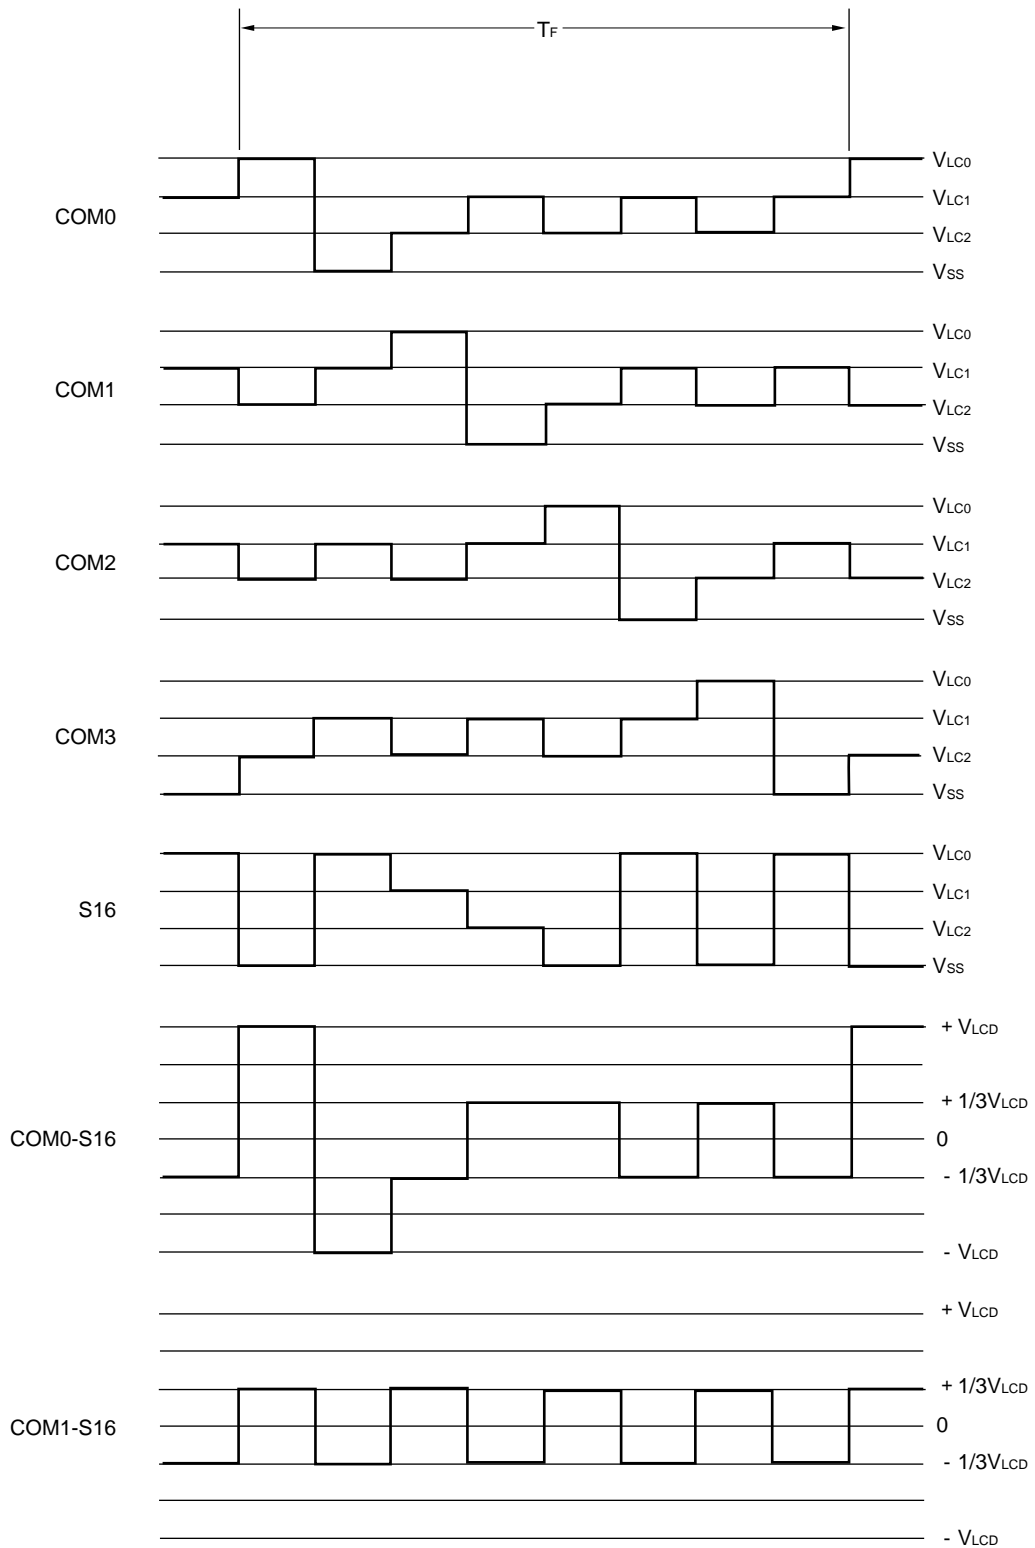 TF
VLC0
COM0
VLC1
VLC2
VSS
VLC0
COM1
VLC1
VLC2
VSS
VLC0
COM2
VLC1
VLC2
VSS
VLC0
COM3
VLC1
VLC2
VSS
VLC0
S16
VLC1
VLC2
VSS
+ VLCD
+ 1/3VLCD
COM0-S16
0
- 1/3VLCD
- VLCD
+ VLCD
+ 1/3VLCD
COM1-S16
0
- 1/3VLCD
- VLCD